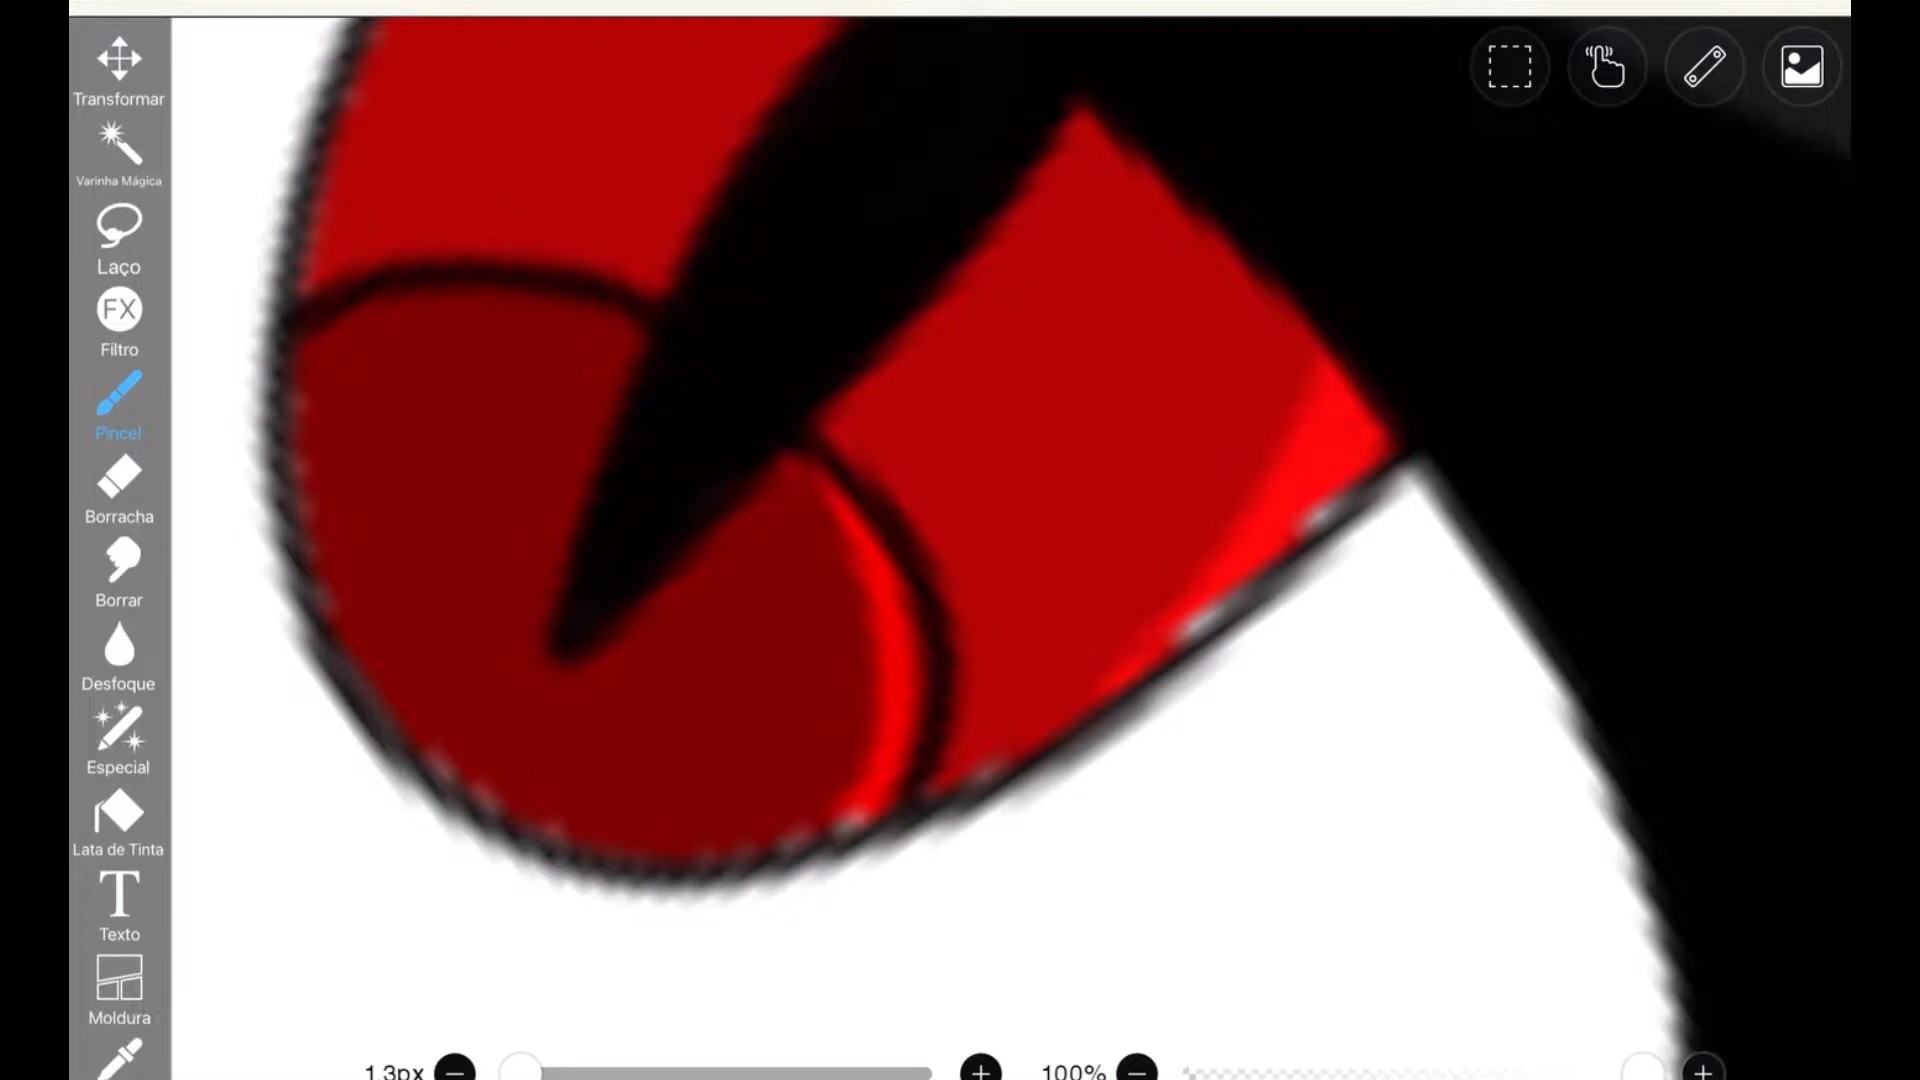 Transformar
Varinha Mágica
Laço
FX
Filtro
Pincel
Borracha
Borrar
Desfoque
Especial
Lata de Tinta
T
Texto
Moldura
1.3px
100%